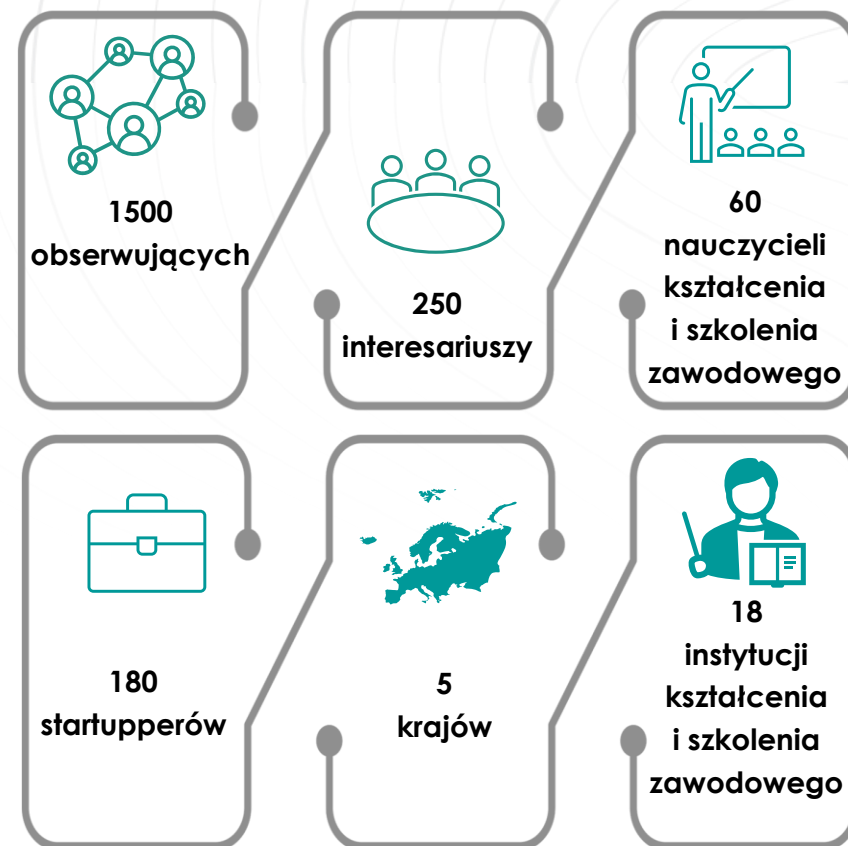 1500
obserwujących
250
interesariuszy
60
nauczycieli
kształcenia
i szkolenia
zawodowego
180
startupperów
5
krajów
18
instytucji
kształcenia
i szkolenia
zawodowego